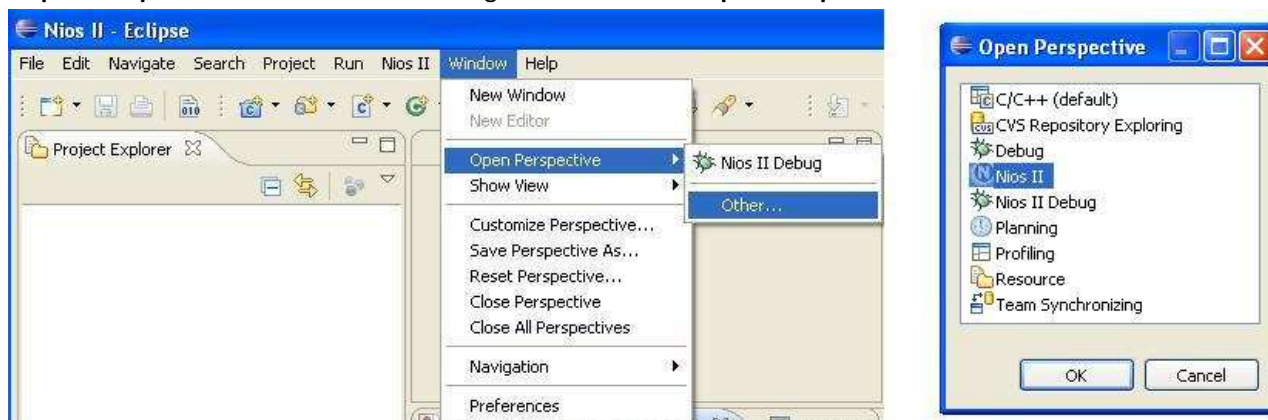 Nios II - Eclipse
File Edit Navigate Search Project Run Nios II Window Help
Project Explorer
New Window
New Editor
Open Perspective
Show View
Customize Perspective...
Save Perspective As...
Reset Perspective...
Close Perspective
Close All Perspectives
Navigation
Preferences
Nios II Debug
Other...
Open Perspective
C/C++ (default)
CVS Repository Exploring
Debug
Nios II
Nios II Debug
Planning
Profiling
Resource
Team Synchronizing
OK Cancel